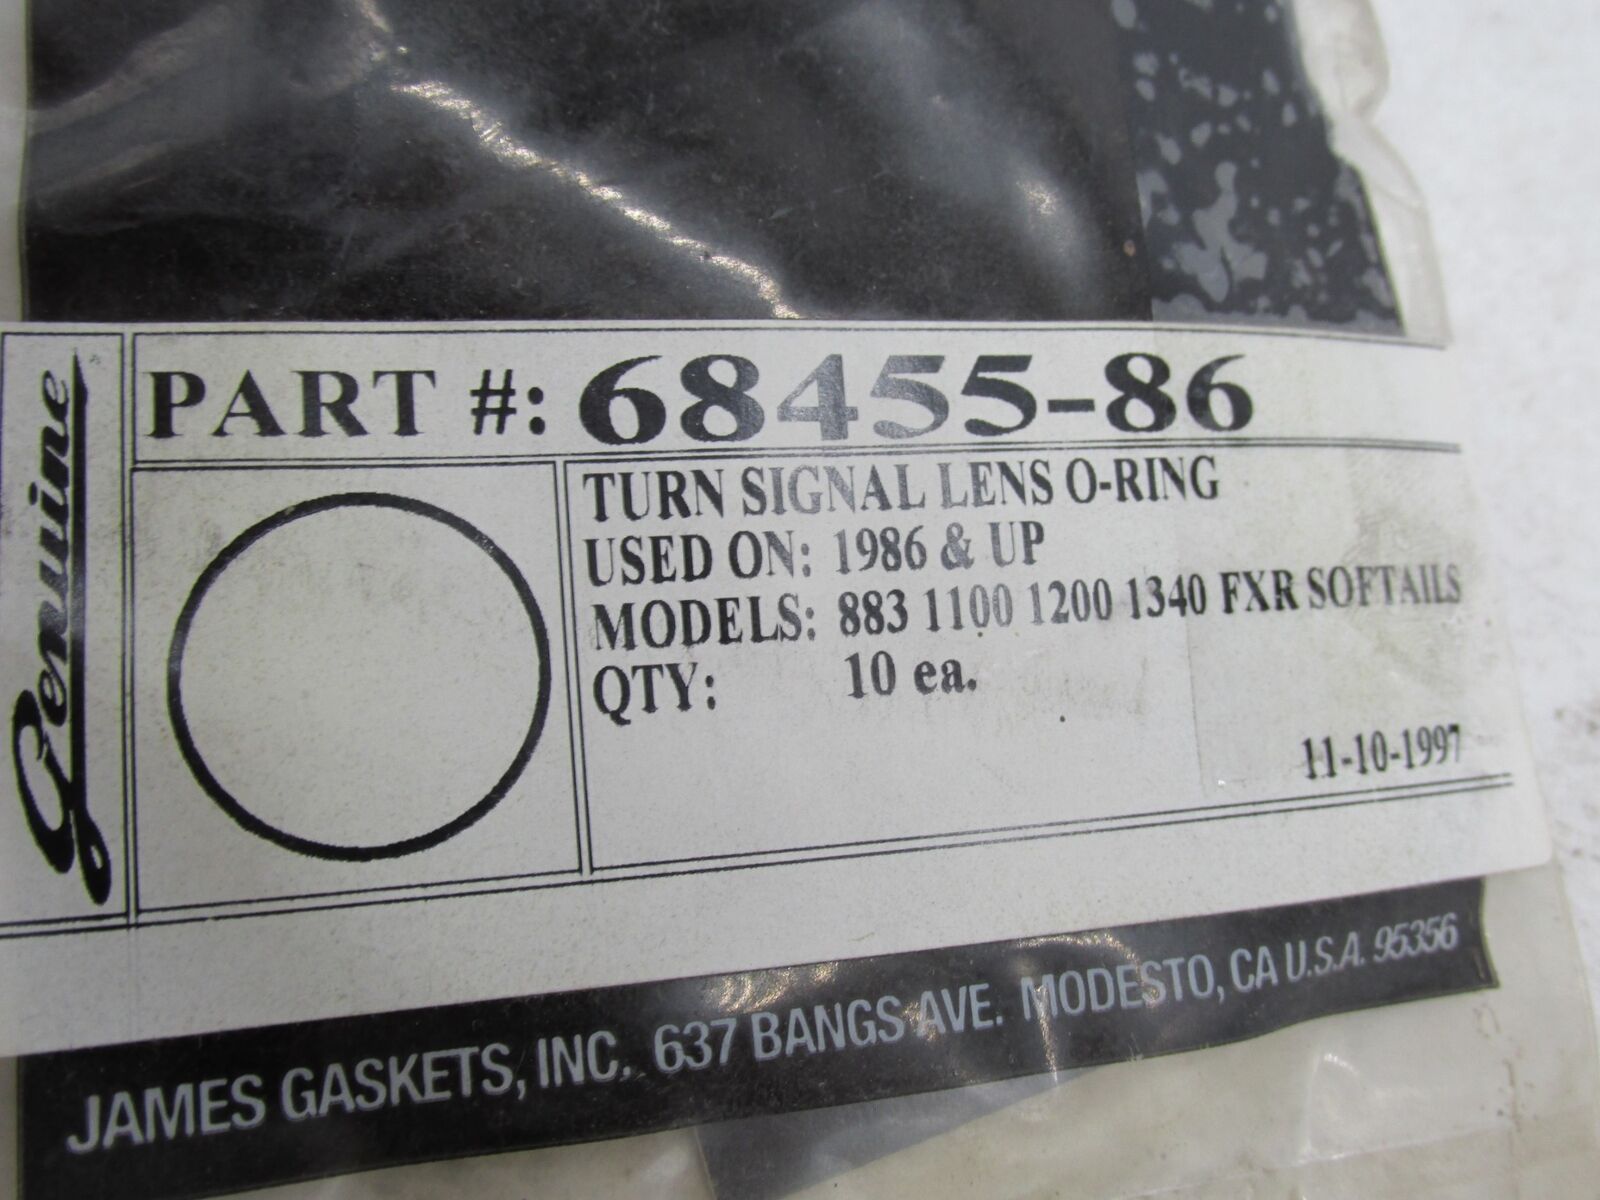 Genuine
PART #: 68455-86
TURN SIGNAL LENS O-RING
USED ON: 1986 & UP
MODELS: 883 1100 1200 1340 FXR SOFTAILS
QTY: 10 ea.
11-10-1997
JAMES GASKETS, INC. 637 BANGS AVE. MODESTO, CA U.S.A. 95356